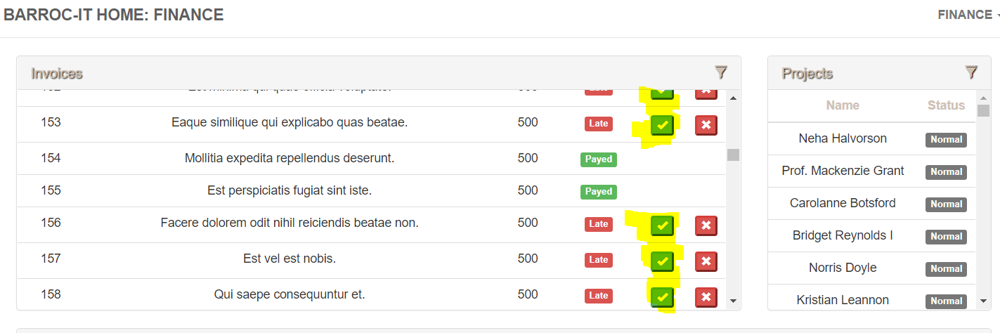 BARROC-IT HOME: FINANCE
FINANCE
Invoices
153 Eaque similique qui explicabo quas beatae. 500 Late
154 Mollitia expedita repellendus deserunt. 500 Payed
155 Est perspiciatis fugiat sint iste. 500 Payed
156 Facere dolorem odit nihil reiciendis beatae non. 500 Late
157 Est vel est nobis. 500 Late
158 Qui saepe consequuntur et. 500 Late
Projects
Name Status
Neha Halvorson Normal
Prof. Mackenzie Grant Normal
Carolanne Botsford Normal
Bridget Reynolds I Normal
Norris Doyle Normal
Kristian Leannon Normal